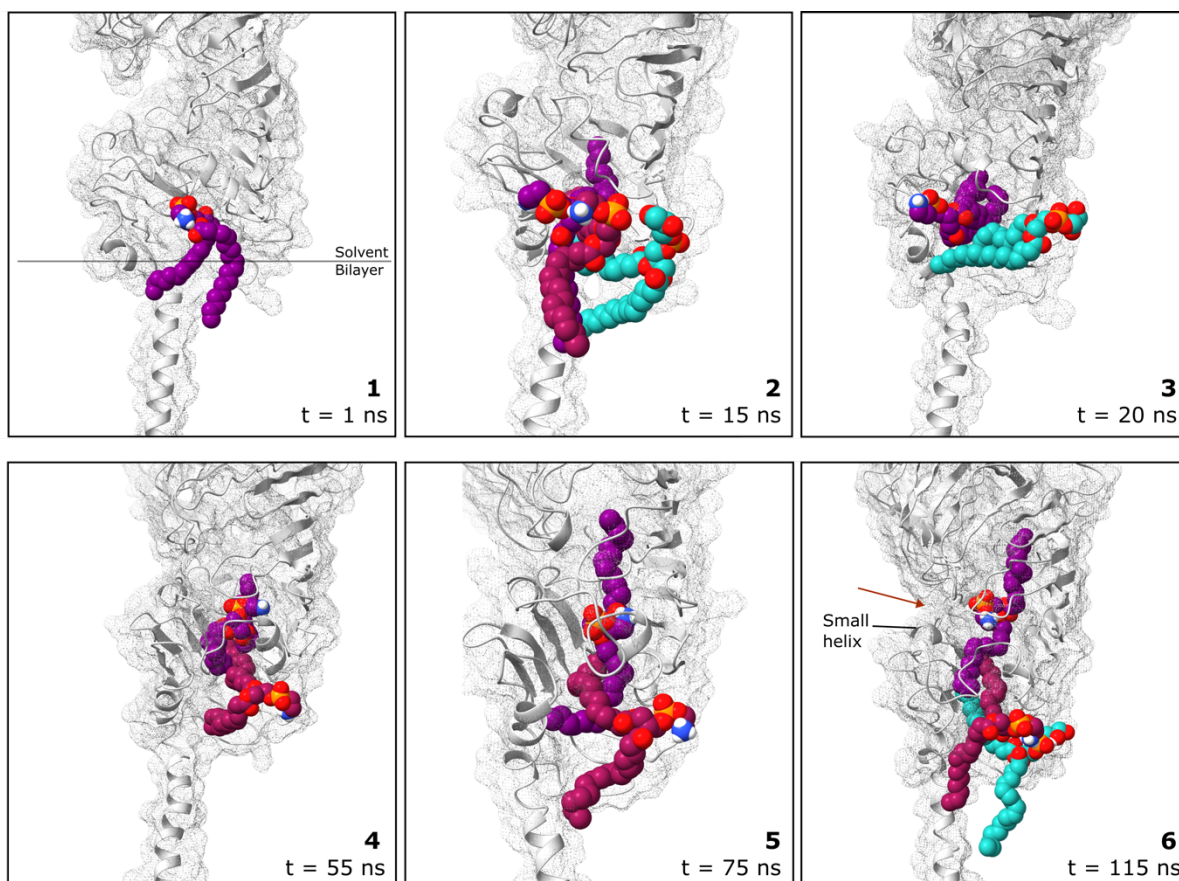 Solvent
Bilayer
1
t = 1 ns
2
t = 15 ns
3
t = 20 ns
4
t = 55 ns
5
t = 75 ns
Small
helix
6
t = 115 ns